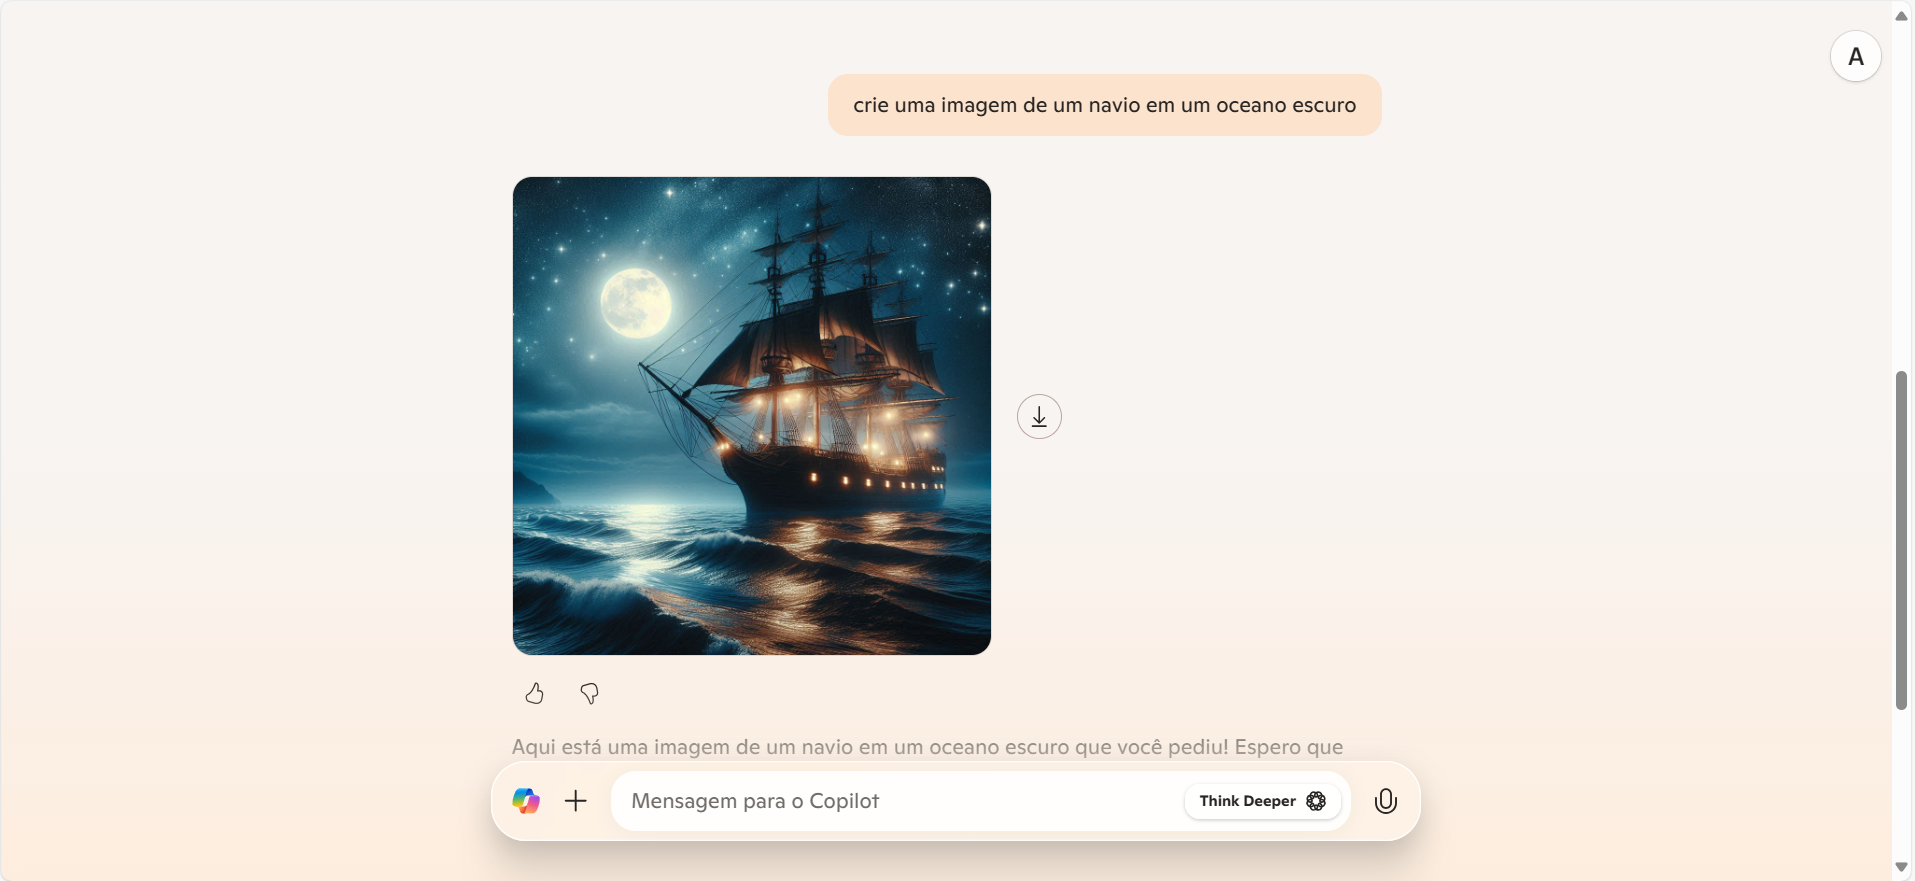 A
crie uma imagem de um navio em um oceano escuro
Aqui está uma imagem de um navio em um oceano escuro que você pediu! Espero que
Mensagem para o Copilot
Think Deeper